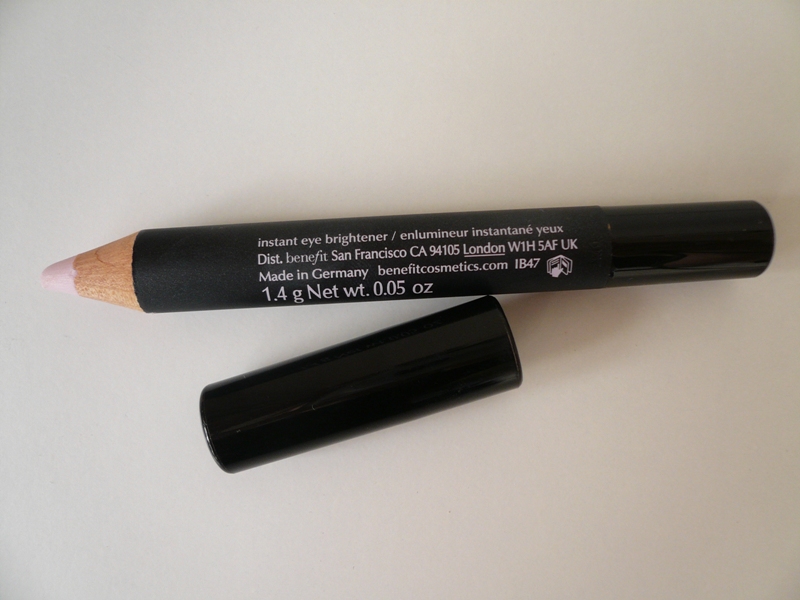 instant eye brightener / enlumineur instantané yeux
Dist. benefit San Francisco CA 94105 London W1H 5AF UK
Made in Germany benefitcosmetics.com IB47
1.4 g Net wt. 0.05 oz